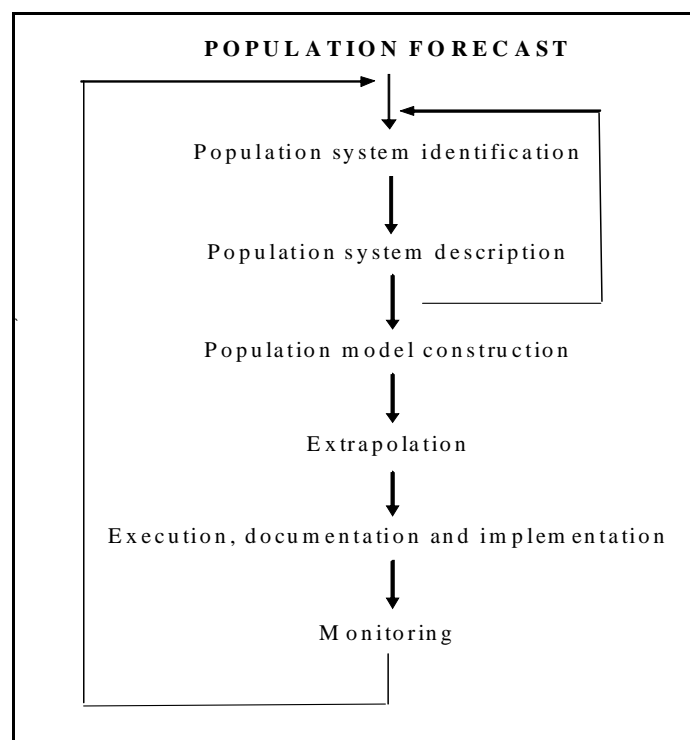 POPULATION FORECAST
Population system identification
Population system description
Population model construction
Extrapolation
Execution, documentation and implementation
Monitoring